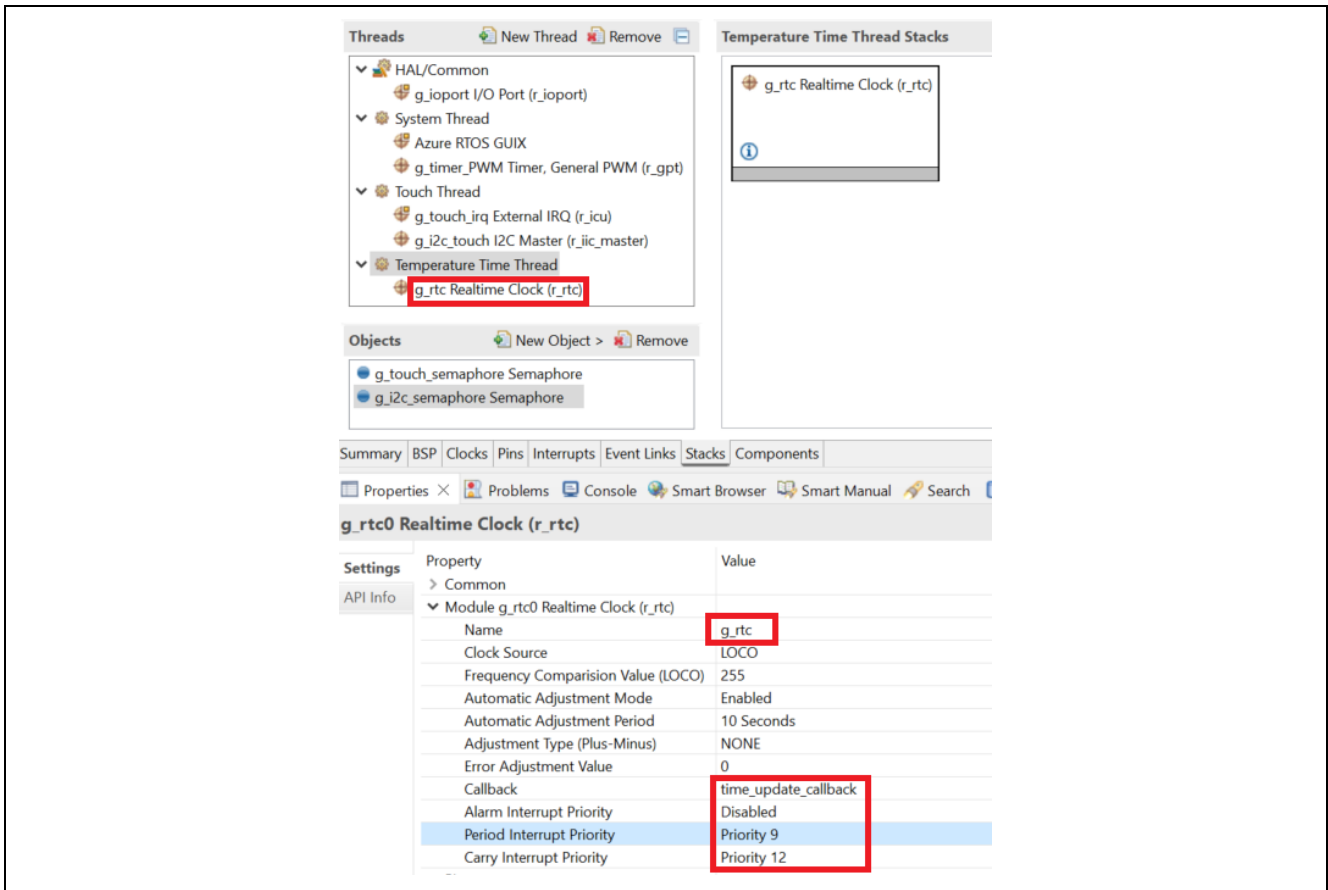 Threads New Thread Remove
HAL/Common
g_ioport I/O Port (r_ioport)
System Thread
Azure RTOS GUIX
g_timer_PWM Timer, General PWM (r_gpt)
Touch Thread
g_touch_irq External IRQ (r_icu)
g_i2c_touch I2C Master (r_iic_master)
Temperature Time Thread
g_rtc Realtime Clock (r_rtc)
Temperature Time Thread Stacks
g_rtc Realtime Clock (r_rtc)
Objects New Object > Remove
g_touch_semaphore Semaphore
g_i2c_semaphore Semaphore
Summary BSP Clocks Pins Interrupts Event Links Stacks Components
Properties Problems Console Smart Browser Smart Manual Search
g_rtc0 Realtime Clock (r_rtc)
Settings
API Info
Property Value
Common
Module g_rtc0 Realtime Clock (r_rtc)
Name g_rtc
Clock Source LOCO
Frequency Comparision Value (LOCO) 255
Automatic Adjustment Mode Enabled
Automatic Adjustment Period 10 Seconds
Adjustment Type (Plus-Minus) NONE
Error Adjustment Value 0
Callback time_update_callback
Alarm Interrupt Priority Disabled
Period Interrupt Priority Priority 9
Carry Interrupt Priority Priority 12